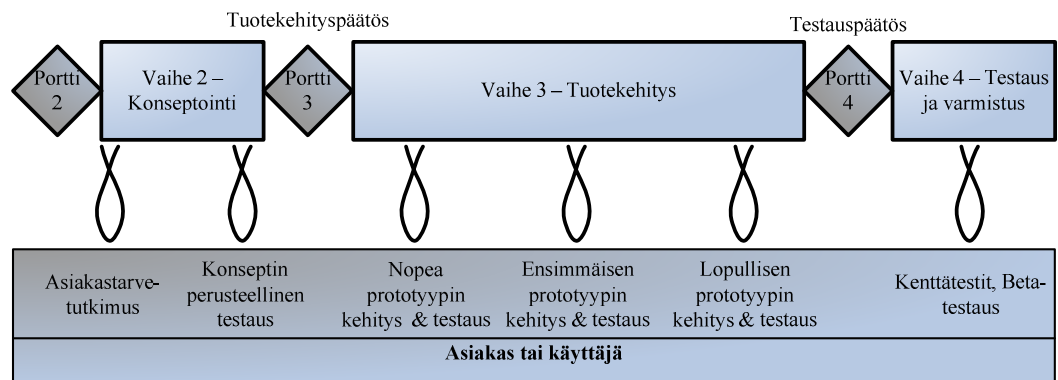 Tuotekehityspäätös
Testauspäätös
Portti
2
Vaihe 2 –
Konseptointi
Portti
3
Vaihe 3 – Tuotekehitys
Portti
4
Vaihe 4 – Testaus
ja varmistus
Asiakastarve-
tutkimus
Konseptin
perusteellinen
testaus
Nopea
prototyypin
kehitys & testaus
Ensimmäisen
prototyypin
kehitys & testaus
Lopullisen
prototyypin
kehitys & testaus
Kenttätestit, Beta-
testaus
Asiakas tai käyttäjä